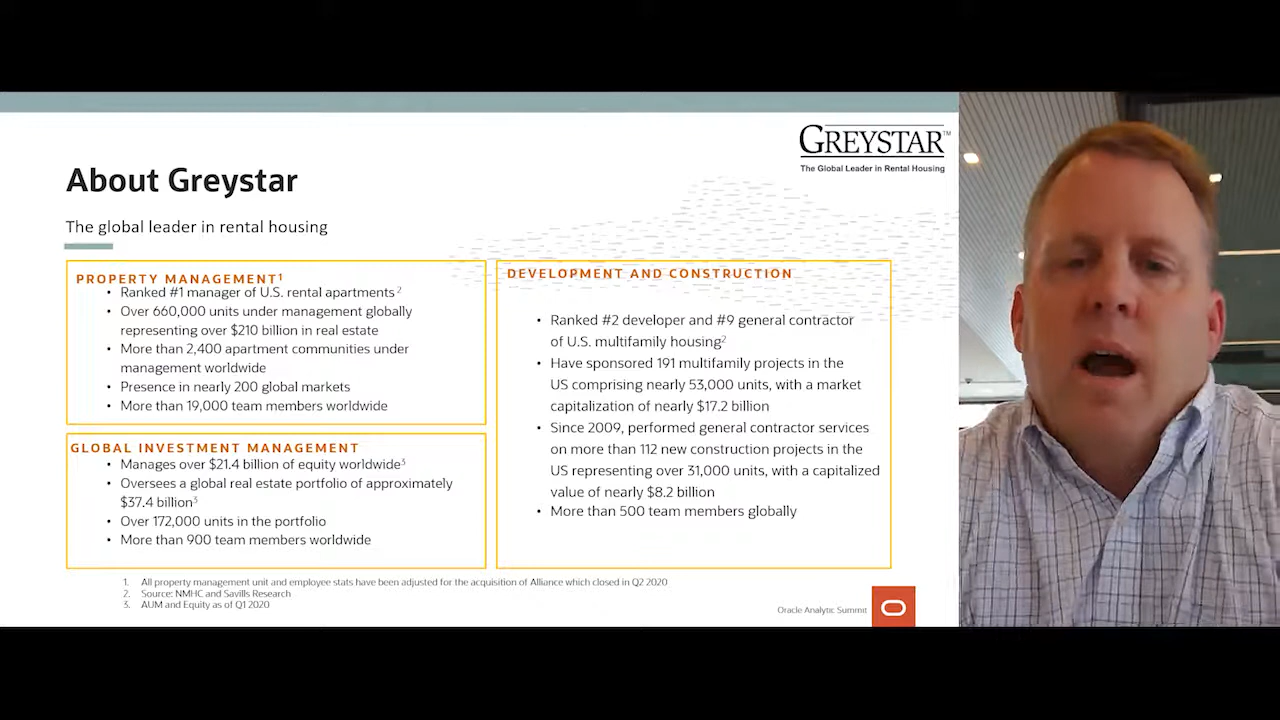 GREYSTAR™
The Global Leader in Rental Housing
About Greystar
The global leader in rental housing
PROPERTY MANAGEMENT¹
• Ranked #1 manager of U.S. rental apartments²
• Over 660,000 units under management globally
representing over $210 billion in real estate
• More than 2,400 apartment communities under
management worldwide
• Presence in nearly 200 global markets
• More than 19,000 team members worldwide
GLOBAL INVESTMENT MANAGEMENT
• Manages over $21.4 billion of equity worldwide³
• Oversees a global real estate portfolio of approximately
$37.4 billion³
• Over 172,000 units in the portfolio
• More than 900 team members worldwide
DEVELOPMENT AND CONSTRUCTION
• Ranked #2 developer and #9 general contractor
of U.S. multifamily housing²
• Have sponsored 191 multifamily projects in the
US comprising nearly 53,000 units, with a market
capitalization of nearly $17.2 billion
• Since 2009, performed general contractor services
on more than 112 new construction projects in the
US representing over 31,000 units, with a capitalized
value of nearly $8.2 billion
• More than 500 team members globally
1. All property management unit and employee stats have been adjusted for the acquisition of Alliance which closed in Q2 2020
2. Source: NMHC and Savills Research
3. AUM and Equity as of Q1 2020
Oracle Analytic Summit